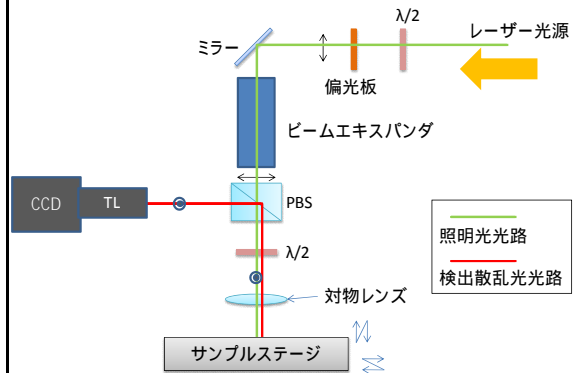 λ/2
レーザー光源
ミラー
偏光板
ビームエキスパンダ
CCD
TL
PBS
照明光光路
λ/2
検出散乱光光路
対物レンズ
サンプルステージ